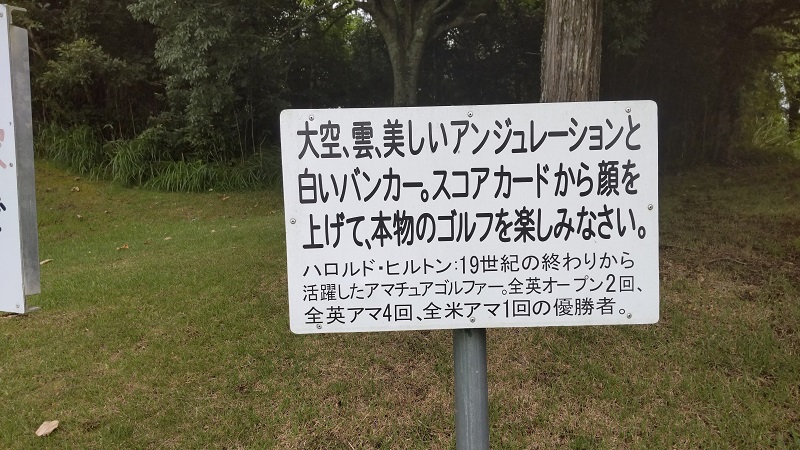 大空、雲、美しいアンジュレーションと
白いバンカー。スコアカードから顔を
上げて、本物のゴルフを楽しみなさい。
ハロルド・ヒルトン:19世紀の終わりから
活躍したアマチュアゴルファー。全英オープン2回、
全英アマ4回、全米アマ1回の優勝者。